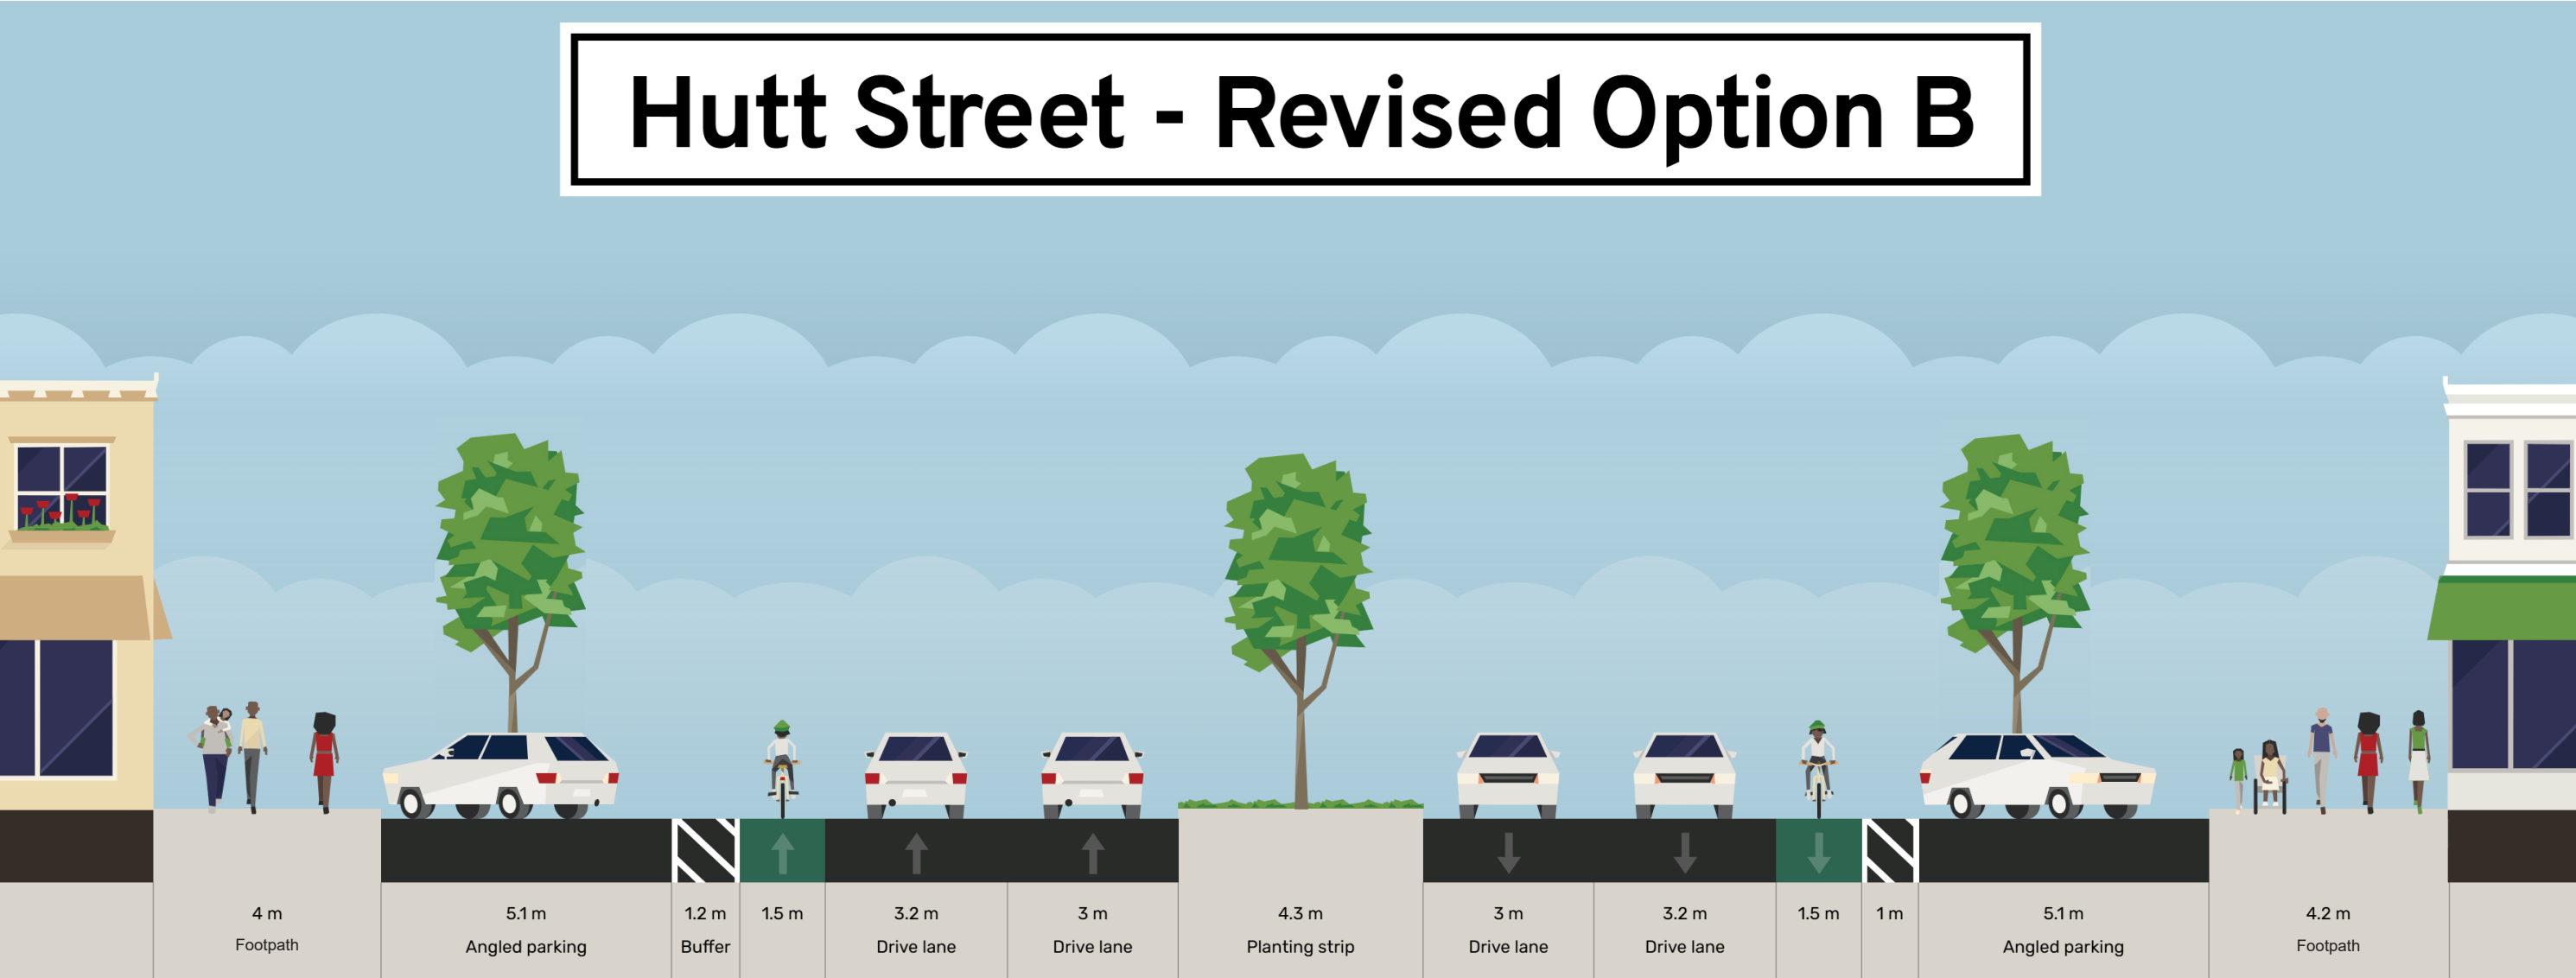 Hutt Street - Revised Option B
4 m
5.1 m
1.2 m
1.5 m
3.2 m
3 m
4.3 m
3 m
3.2 m
1.5 m
1 m
5.1 m
4.2 m
Footpath
Angled parking
Buffer
Drive lane
Drive lane
Planting strip
Drive lane
Drive lane
Angled parking
Footpath